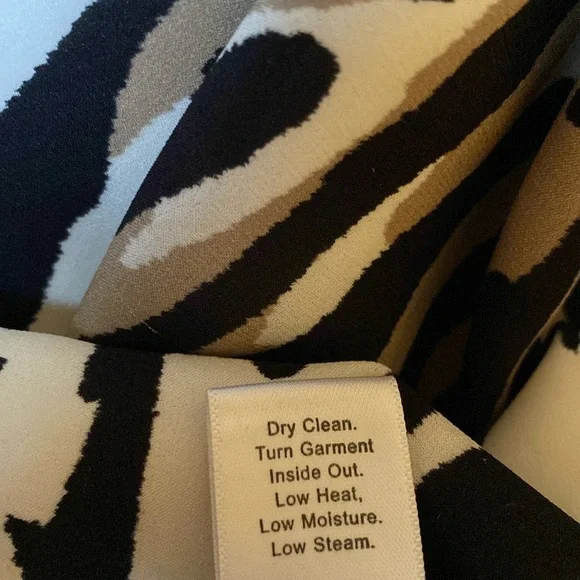 Dry Clean.
Turn Garment
Inside Out.
Low Heat,
Low Moisture.
Low Steam.